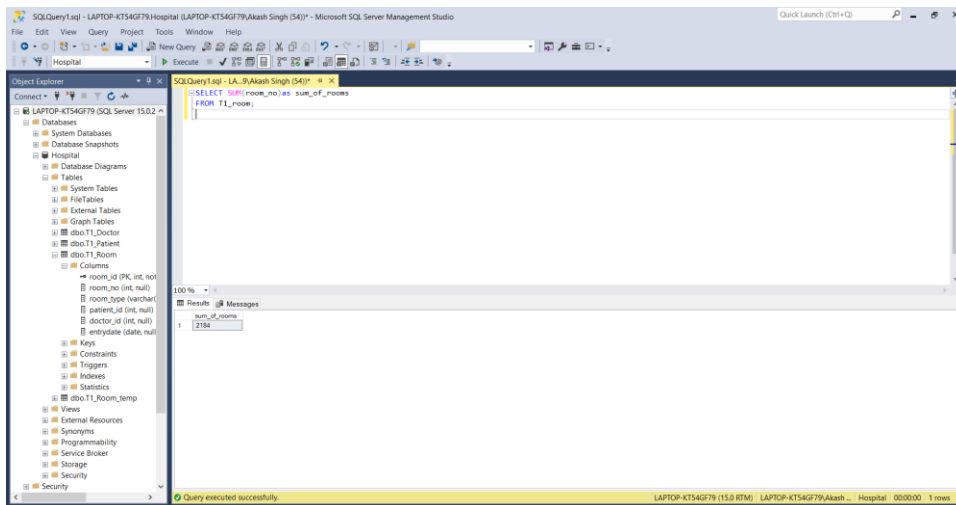 SQLQuery1.sql - LAPTOP-KT54GF79.Hospital (LAPTOP-KT54GF79\Akash Singh (54))* - Microsoft SQL Server Management Studio
Quick Launch (Ctrl+Q)
File Edit View Query Project Tools Window Help
New Query
Hospital
Execute
Object Explorer
SQLQuery1.sql - LA...9\Akash Singh (54))*
Connect
SELECT SUM(room_no)as sum_of_rooms
FROM T1_room;
LAPTOP-KT54GF79 (SQL Server 15.0.2
Databases
System Databases
Database Snapshots
Hospital
Database Diagrams
Tables
System Tables
FileTables
External Tables
Graph Tables
dbo.T1_Doctor
dbo.T1_Patient
dbo.T1_Room
Columns
room_id (PK, int, not
room_no (int, null)
room_type (varchar(
patient_id (int, null)
doctor_id (int, null)
entrydate (date, null
Keys
Constraints
Triggers
Indexes
Statistics
dbo.T1_Room_temp
Views
External Resources
Synonyms
Programmability
Service Broker
Storage
Security
Security
100 %
Results Messages
sum_of_rooms
1 2184
Query executed successfully.
LAPTOP-KT54GF79 (15.0 RTM) LAPTOP-KT54GF79\Akash ... Hospital 00:00:00 1 rows